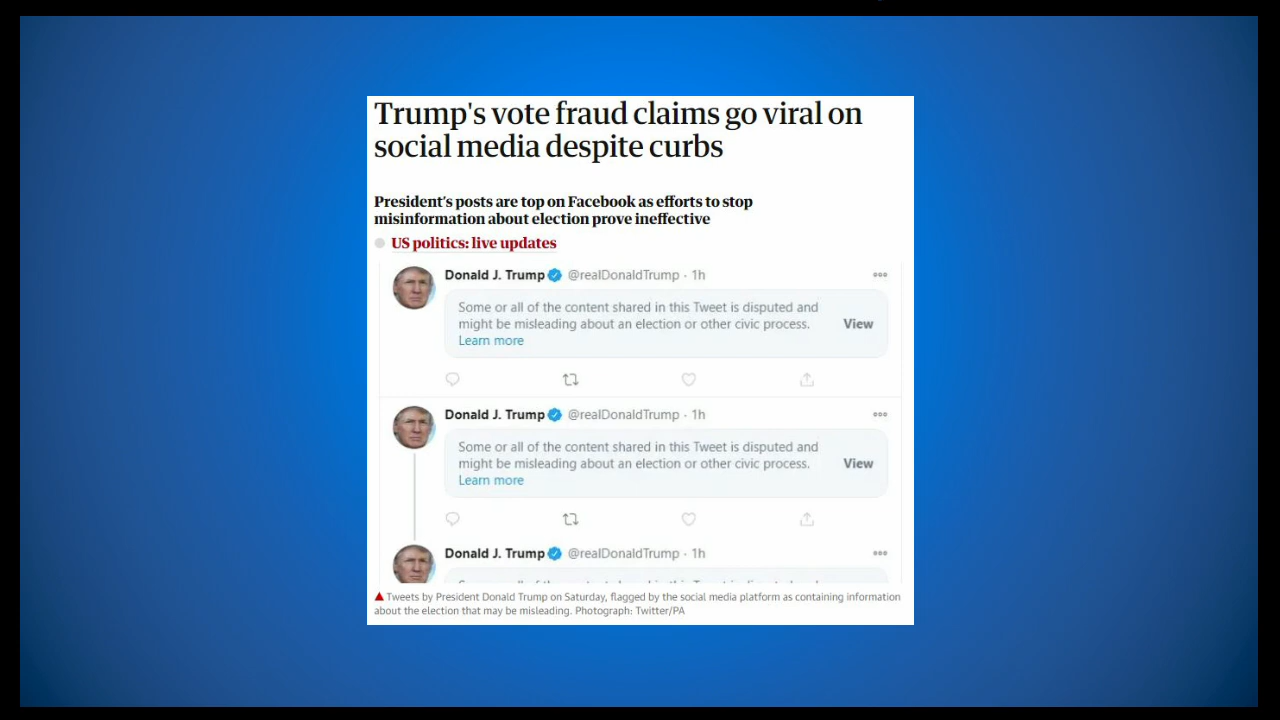 Trump's vote fraud claims go viral on
social media despite curbs
President's posts are top on Facebook as efforts to stop
misinformation about election prove ineffective
US politics: live updates
Donald J. Trump @realDonaldTrump · 1h
Some or all of the content shared in this Tweet is disputed and
might be misleading about an election or other civic process.
Learn more
View
Donald J. Trump @realDonaldTrump · 1h
Some or all of the content shared in this Tweet is disputed and
might be misleading about an election or other civic process.
Learn more
View
Donald J. Trump @realDonaldTrump · 1h
Tweets by President Donald Trump on Saturday, flagged by the social media platform as containing information
about the election that may be misleading. Photograph: Twitter/PA